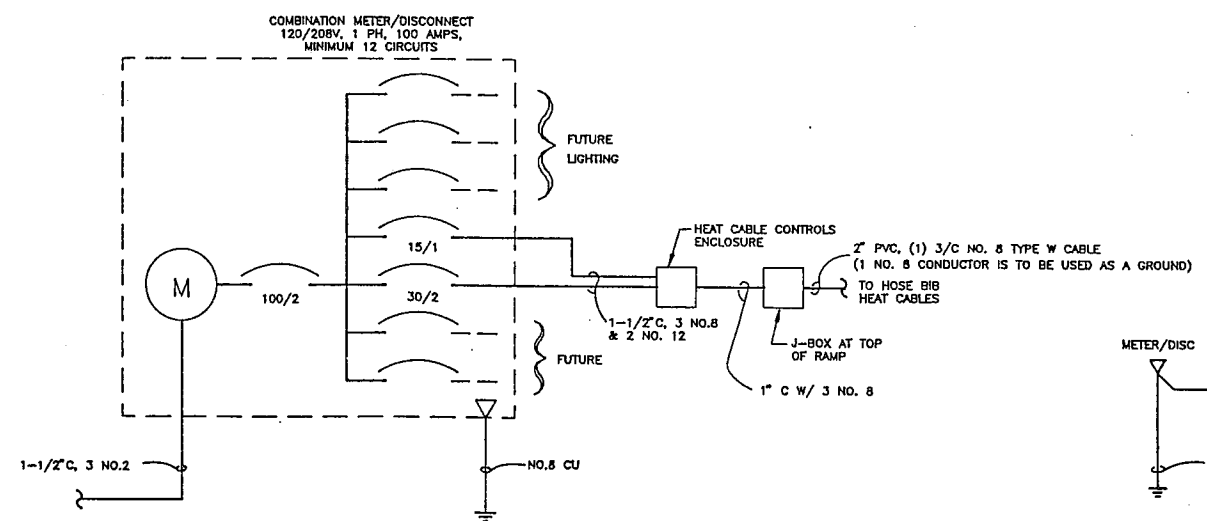 COMBINATION METER/DISCONNECT
120/208V, 1 PH, 100 AMPS,
MINIMUM 12 CIRCUITS
FUTURE
LIGHTING
15/1
HEAT CABLE CONTROLS
ENCLOSURE
2" PVC, (1) 3/C NO. 8 TYPE W CABLE
(1 NO. 8 CONDUCTOR IS TO BE USED AS A GROUND)
TO HOSE BIB
HEAT CABLES
M
100/2
30/2
1-1/2"C, 3 NO.8
& 2 NO. 12
J-BOX AT TOP
OF RAMP
METER/DISC
FUTURE
1" C W/ 3 NO. 8
1-1/2"C, 3 NO.2
NO.8 CU